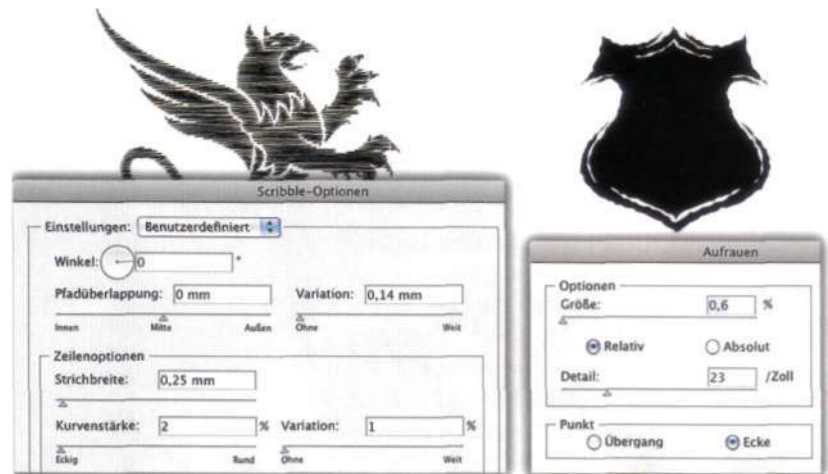 Scribble-Optionen
Einstellungen: Benutzerdefiniert
Winkel: 0 °
Pfadüberlappung: 0 mm Variation: 0,14 mm
Innen Mitte Außen Ohne Weit
Zeilenoptionen
Strichbreite: 0,25 mm
Kurvenstärke: 2 % Variation: 1 %
Eckig Rund Ohne Weit
Aufrauen
Optionen
Größe: 0,6 %
Relativ Absolut
Detail: 23 /Zoll
Punkt
Übergang Ecke